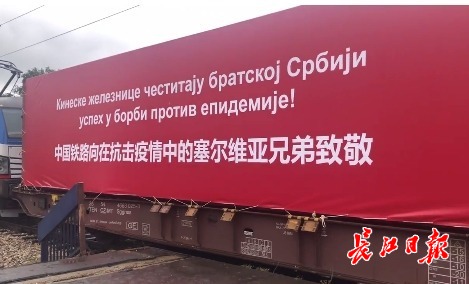 Кинеске железнице честитају братској Србији
успех у борби против епидемије!
中国铁路向在抗击疫情中的塞尔维亚兄弟致敬
长江日报